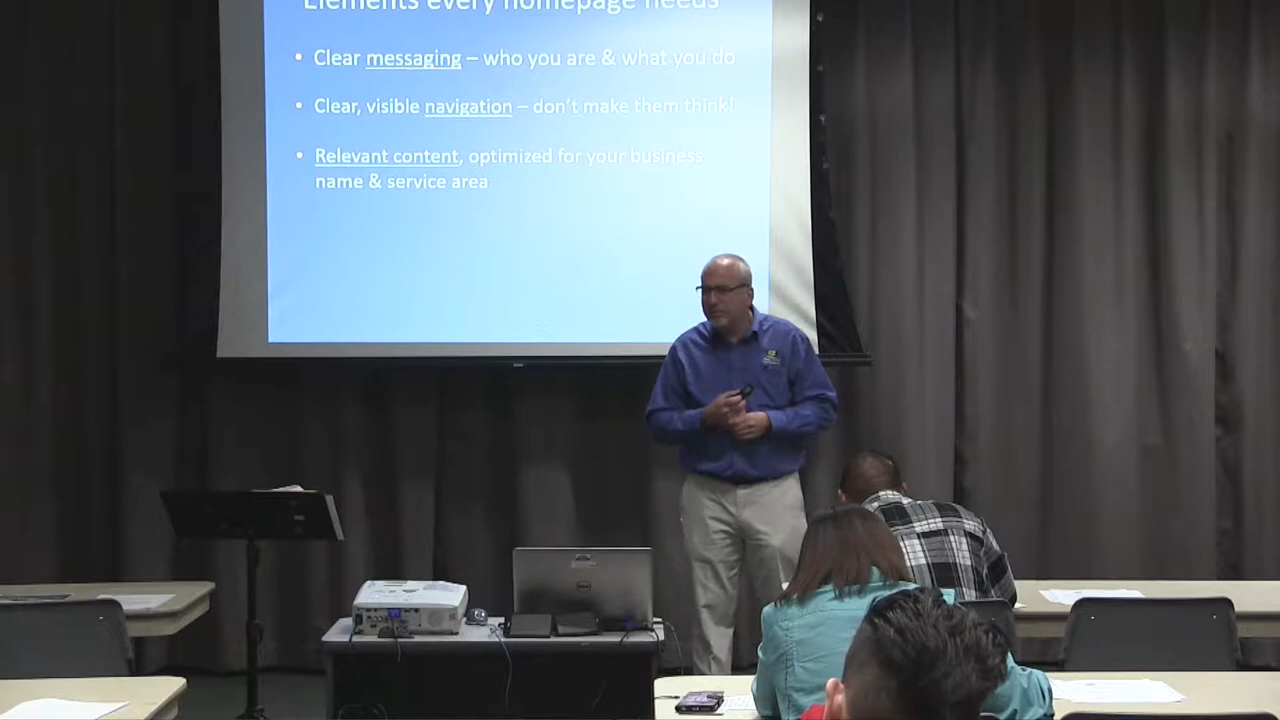 Elements every homepage needs
• Clear messaging – who you are & what you do
• Clear, visible navigation – don't make them think!
• Relevant content, optimized for your business
name & service area
DELL